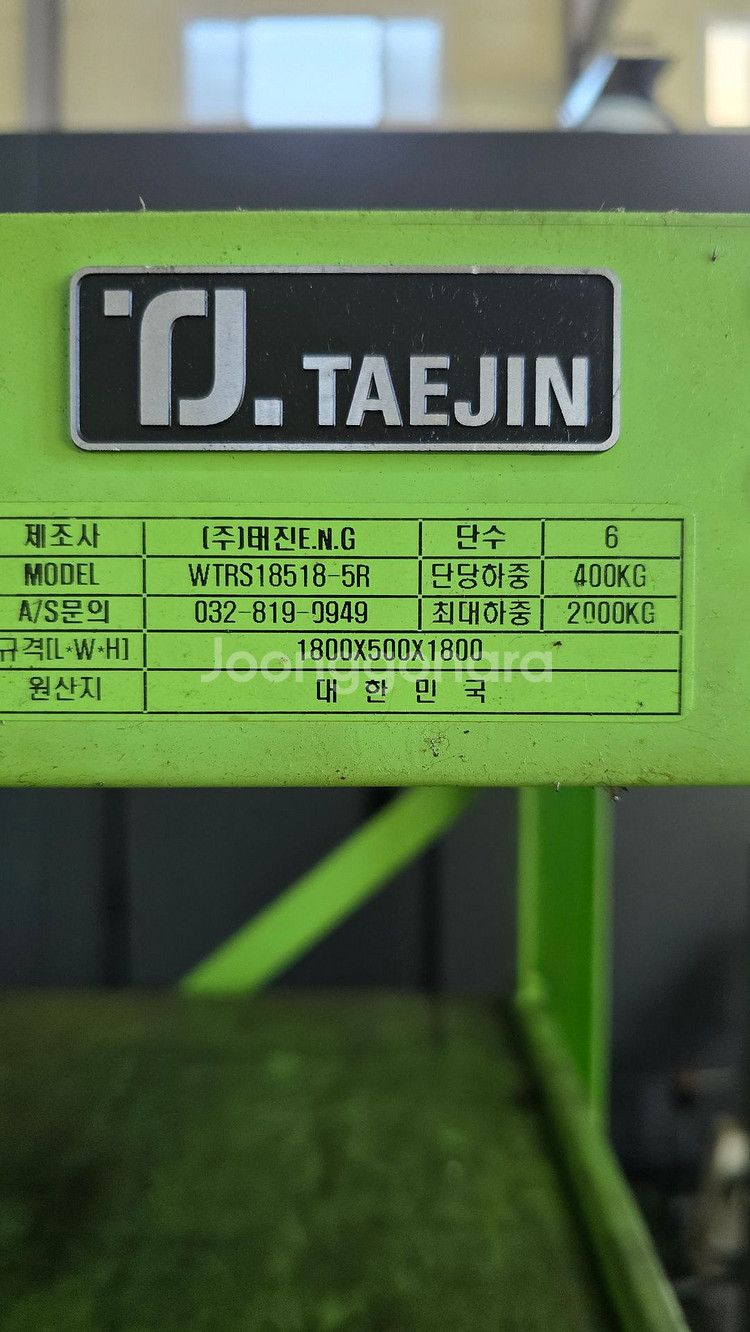 TJ. TAEJIN
제조사 (주)태진E.N.G 단수 6
MODEL WTRS18518-5R 단당하중 400KG
A/S문의 032-819-0949 최대하중 2000KG
규격[L*W*H] 1800X500X1800
Joonggonara
원산지 대한민국